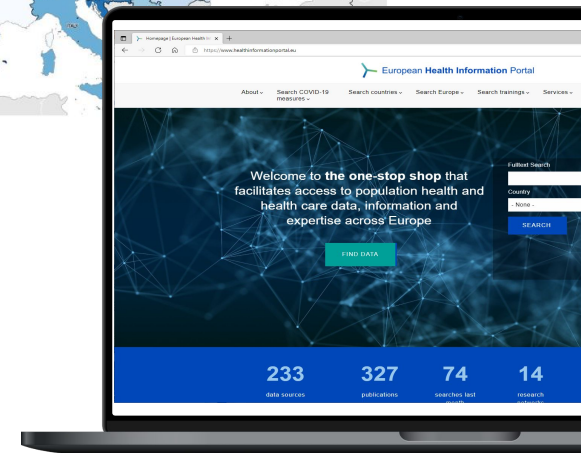 ITALY
Homepage | European Health In
https://www.healthinformationportal.eu
European Health Information Portal
About
Search COVID-19
measures
Search countries
Search Europe
Search trainings
Services
Welcome to the one-stop shop that
facilitates access to population health and
health care data, information and
expertise across Europe
FIND DATA
Fulltext Search
Country
- None -
SEARCH
233
data sources
327
publications
74
searches last
month
14
research
networks